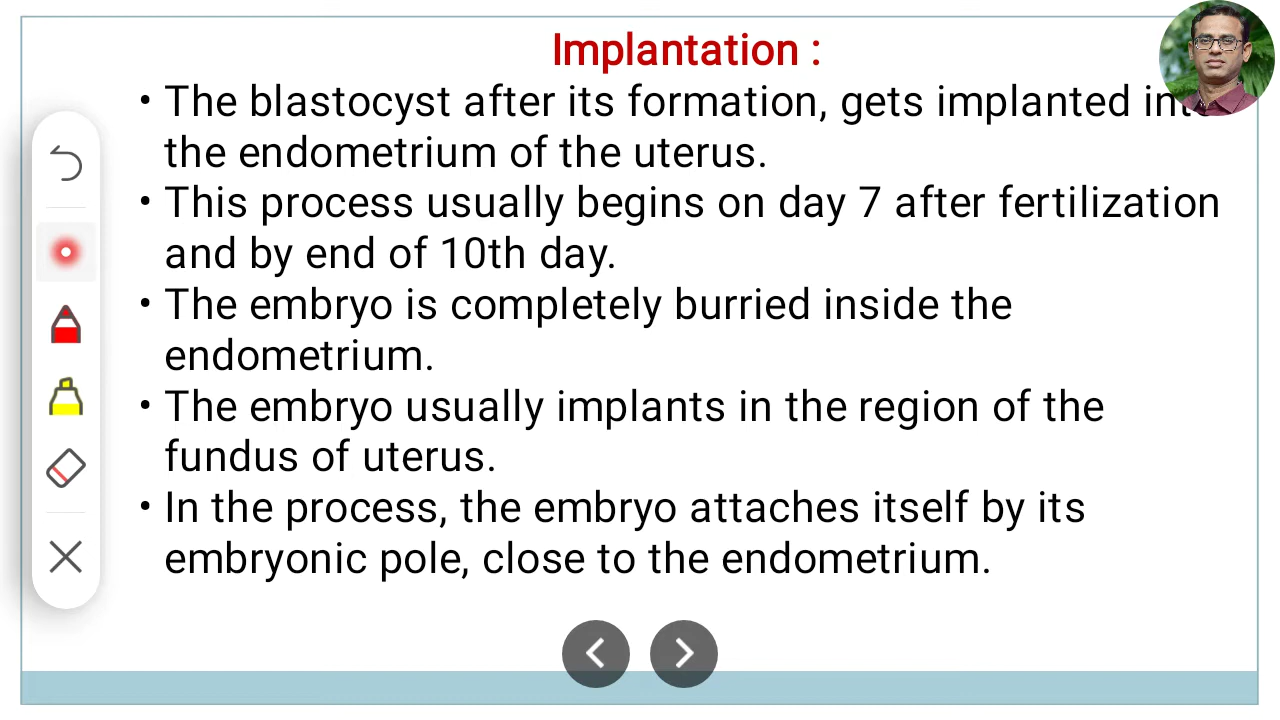 Implantation :
• The blastocyst after its formation, gets implanted
the endometrium of the uterus.
• This process usually begins on day 7 after fertilization
and by end of 10th day.
• The embryo is completely burried inside the
endometrium.
• The embryo usually implants in the region of the
fundus of uterus.
• In the process, the embryo attaches itself by its
embryonic pole, close to the endometrium.